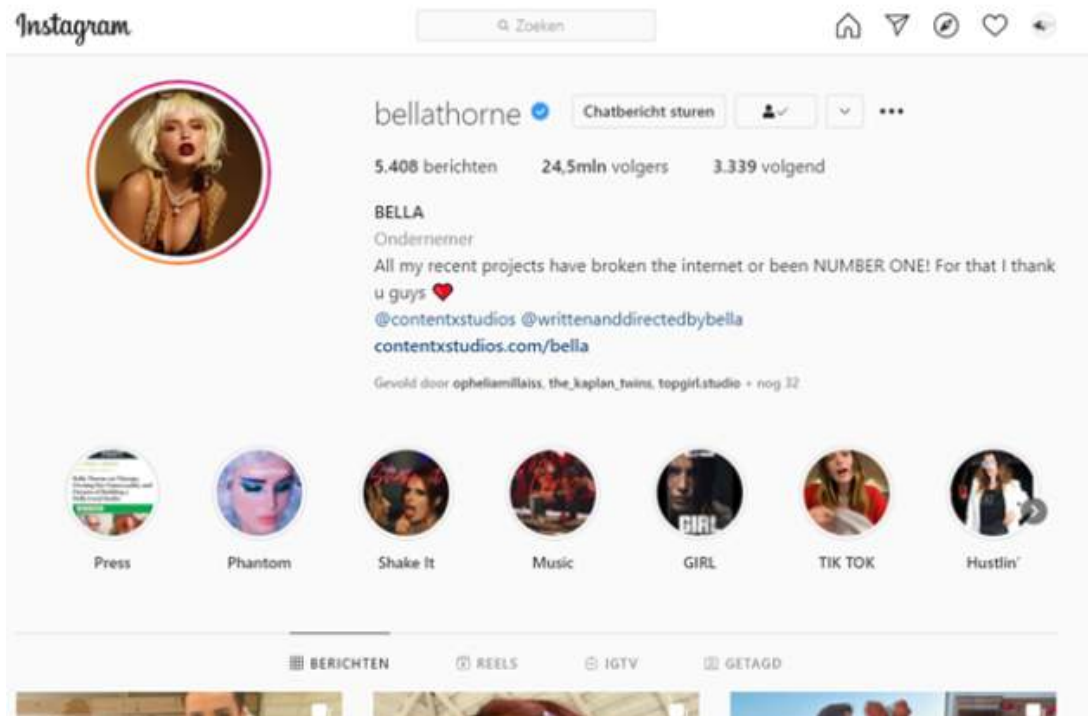 Instagram
Zoeken
bellathorne
Chatbericht sturen
5.408 berichten 24,5mln volgers 3.339 volgend
BELLA
Ondernemer
All my recent projects have broken the internet or been NUMBER ONE! For that I thank
u guys ❤️
@contentxstudios @writtenanddirectedbybella
contentxstudios.com/bella
Gevold door opheliamillaiss, the_kaplan_twins, topgirl.studio + nog 32
GIRL
Press Phantom Shake It Music GIRL TIK TOK Hustlin'
BERICHTEN REELS IGTV GETAGD